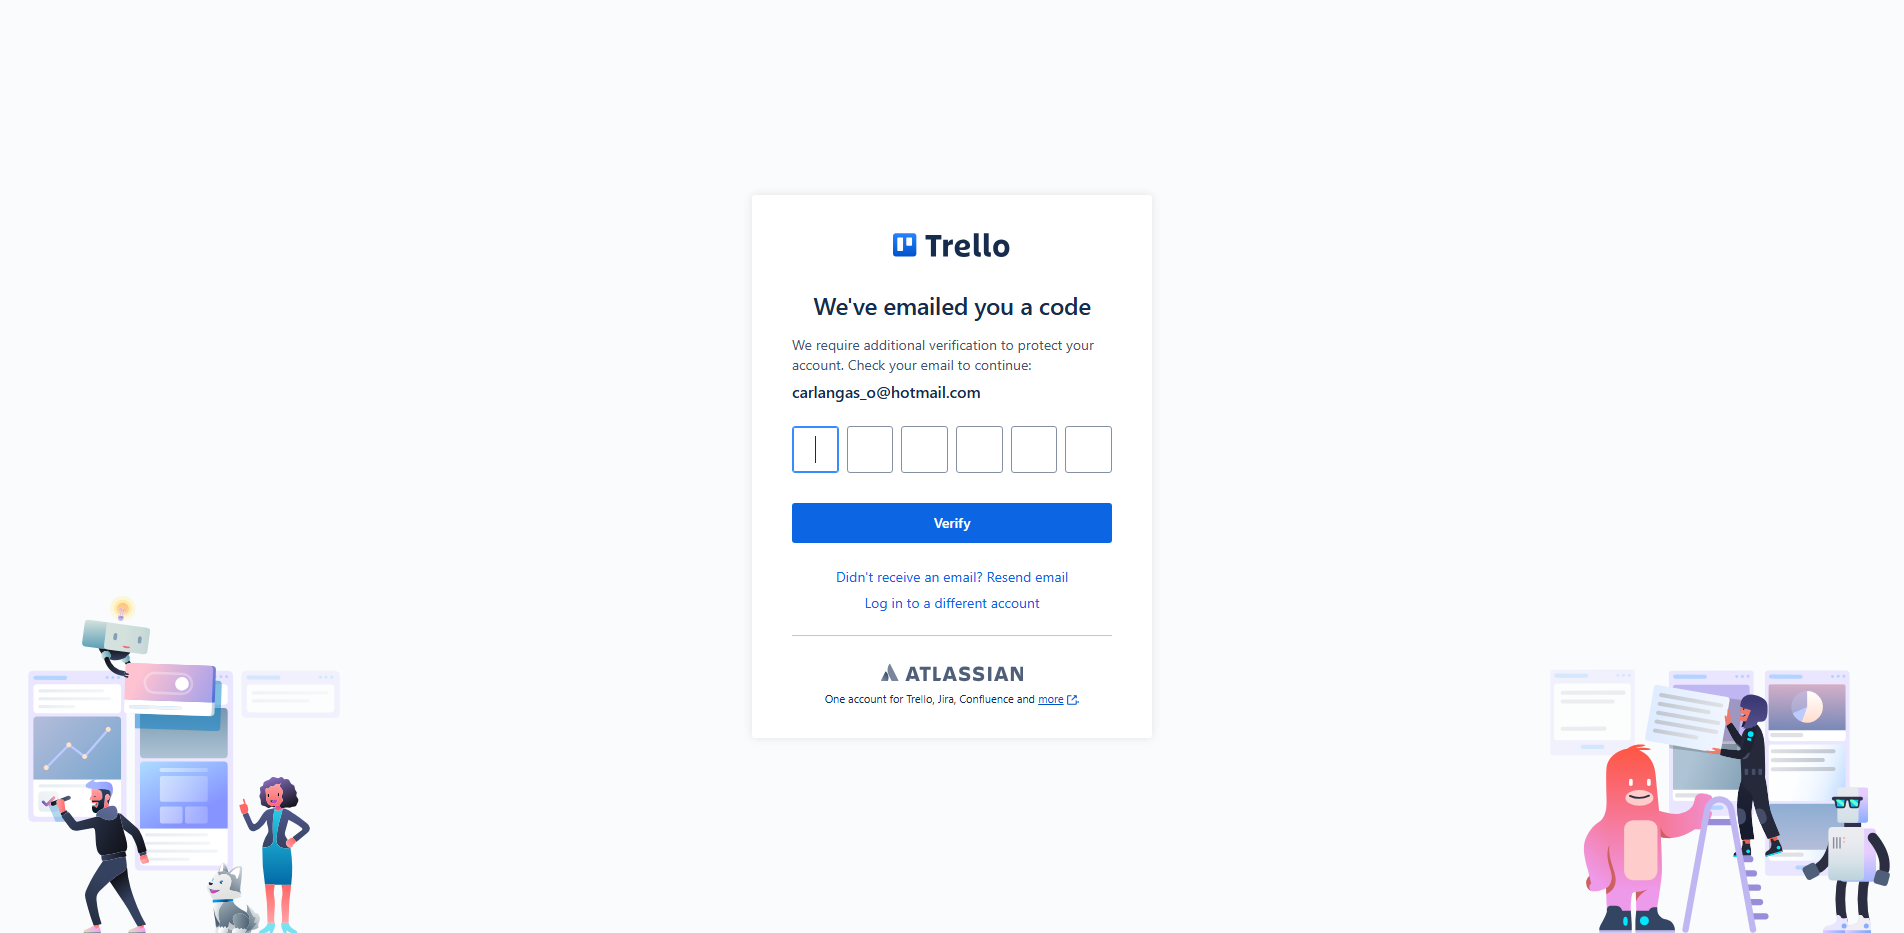 Trello
We've emailed you a code
We require additional verification to protect your
account. Check your email to continue:
carlangas_o@hotmail.com
Verify
Didn't receive an email? Resend email
Log in to a different account
ATLASSIAN
One account for Trello, Jira, Confluence and more.